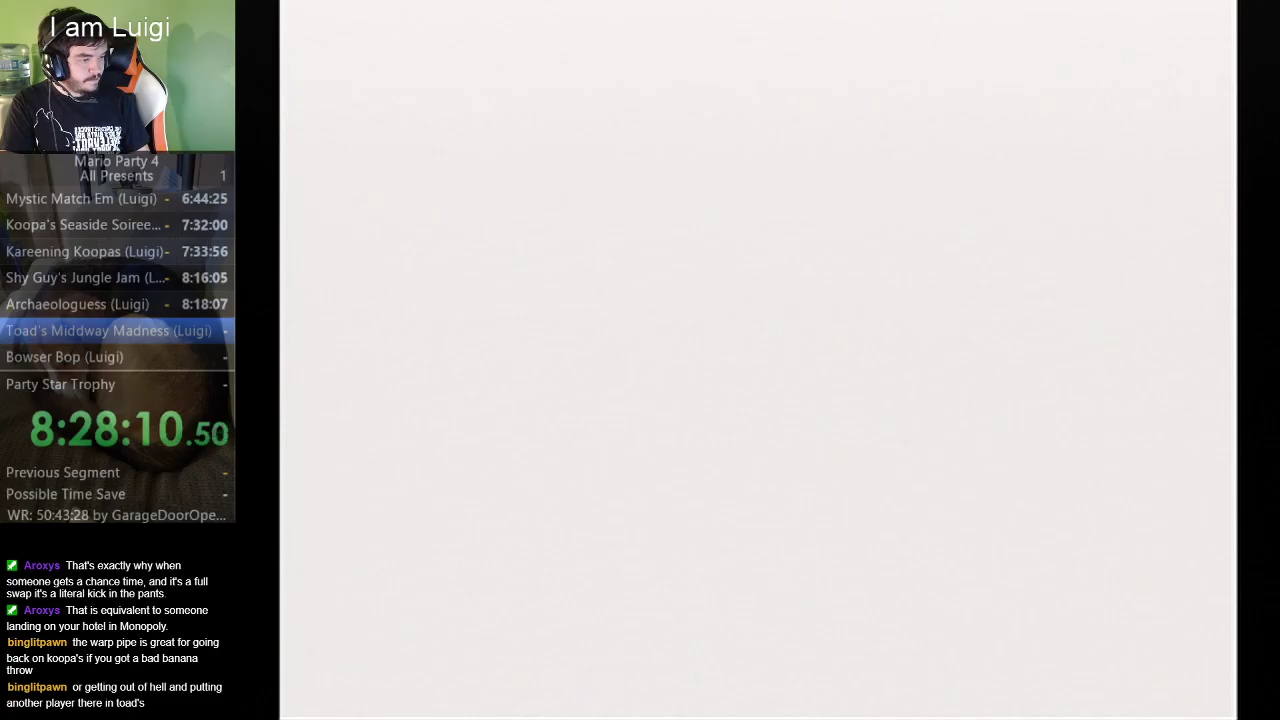 I am Luigi
Mario Party 4
All Presents 1
Mystic Match Em (Luigi) - 6:44:25
Koopa's Seaside Soiree... - 7:32:00
Kareening Koopas (Luigi)- 7:33:56
Shy Guy's Jungle Jam (L... - 8:16:05
Archaeologuess (Luigi) - 8:18:07
Toad's Middway Madness (Luigi) -
Bowser Bop (Luigi) -
Party Star Trophy -
8:28:10.50
Previous Segment -
Possible Time Save -
WR: 50:43:28 by GarageDoorOpe...
Aroxys That's exactly why when
someone gets a chance time, and it's a full
swap it's a literal kick in the pants.
Aroxys That is equivalent to someone
landing on your hotel in Monopoly.
binglitpawn the warp pipe is great for going
back on koopa's if you got a bad banana
throw
binglitpawn or getting out of hell and putting
another player there in toad's